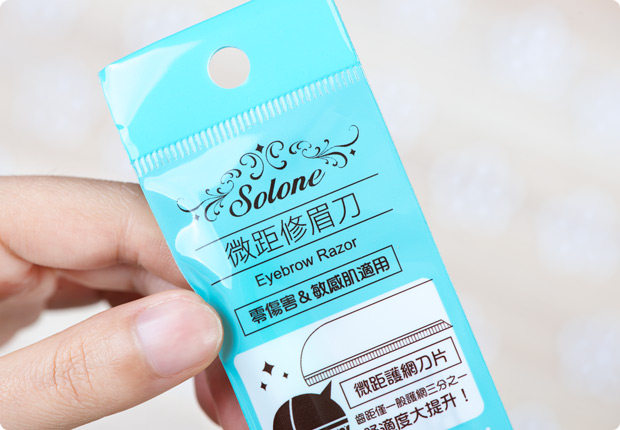 Solone
微距修眉刀
Eyebrow Razor
零傷害&敏感肌適用
微距護網刀片
齒距僅一般護網三分之一
舒適度大提升！